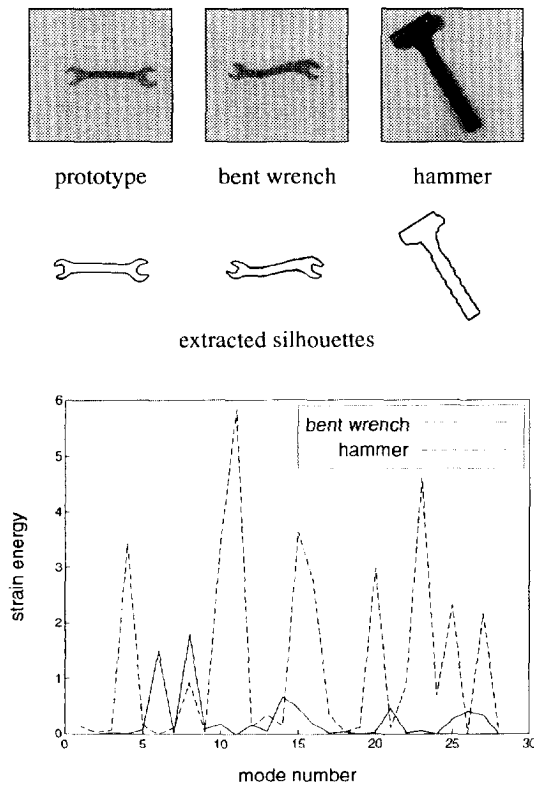 prototype bent wrench hammer
extracted silhouettes
6
bent wrench
hammer
5
4
3
2
1
0
strain energy
0 5 10 15 20 25 30
mode number